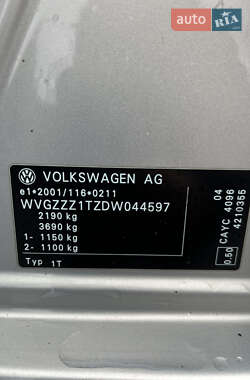 AUTO.RIA
VOLKSWAGEN AG
e1*2001/116*0211
WVGZZZ1TZDW044597
2190 kg
3690 kg
1- 1150 kg
2- 1100 kg
Typ 1T
04
CAYC 4096
4210355
0.50